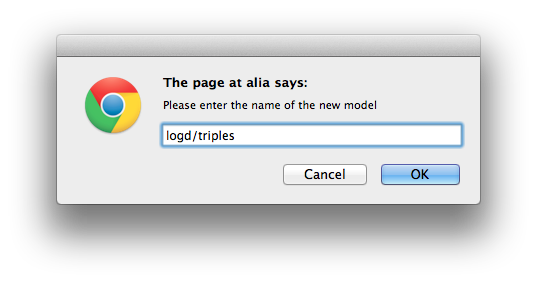 The page at alia says:
Please enter the name of the new model
logd/triples
Cancel OK